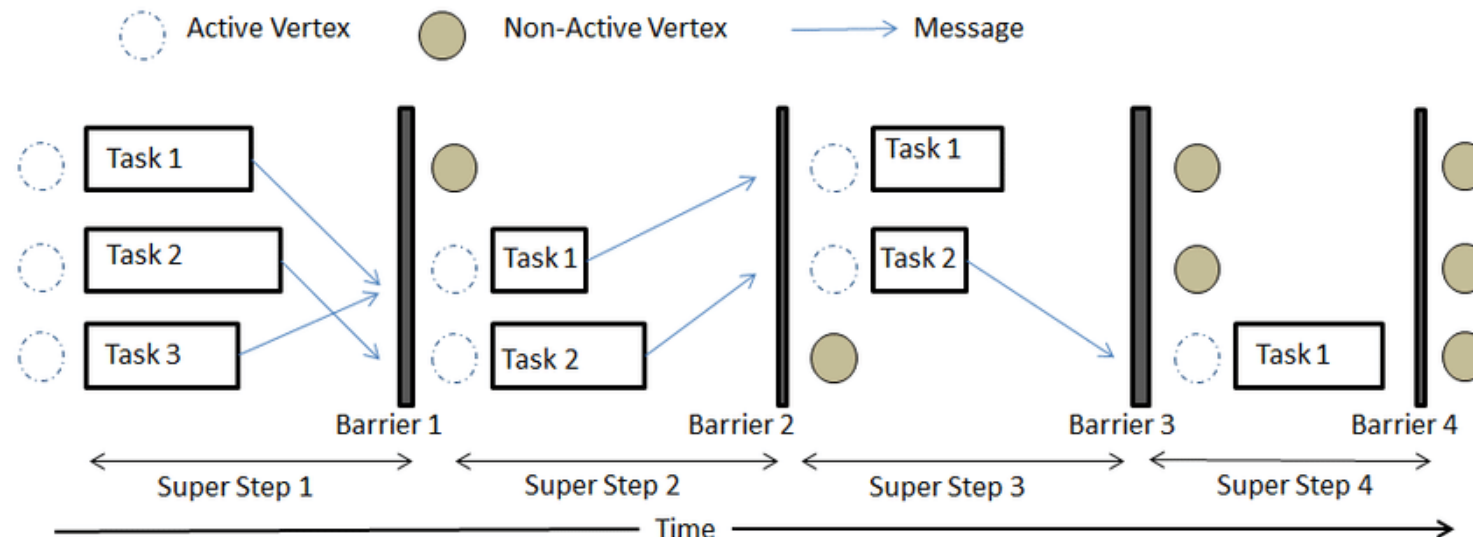 Active Vertex Non-Active Vertex Message
Task 1 Task 1
Task 2 Task 1 Task 2
Task 3 Task 2 Task 1
Barrier 1 Barrier 2 Barrier 3 Barrier 4
Super Step 1 Super Step 2 Super Step 3 Super Step 4
Time